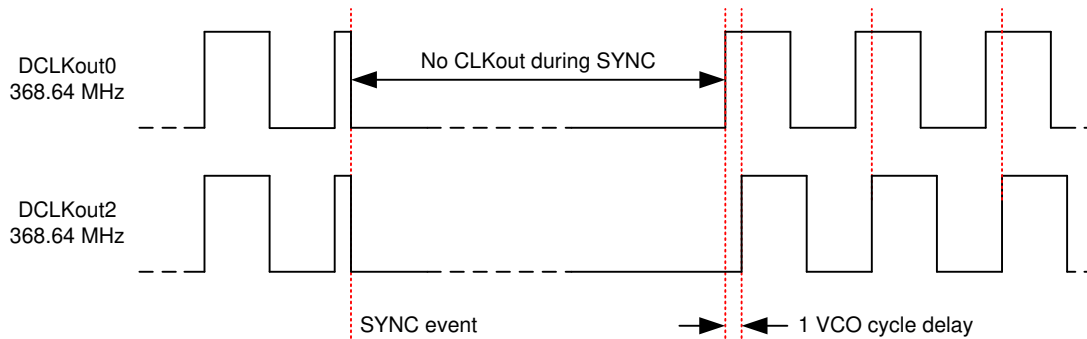 DCLKout0
368.64 MHz
No CLKout during SYNC
DCLKout2
368.64 MHz
SYNC event
1 VCO cycle delay